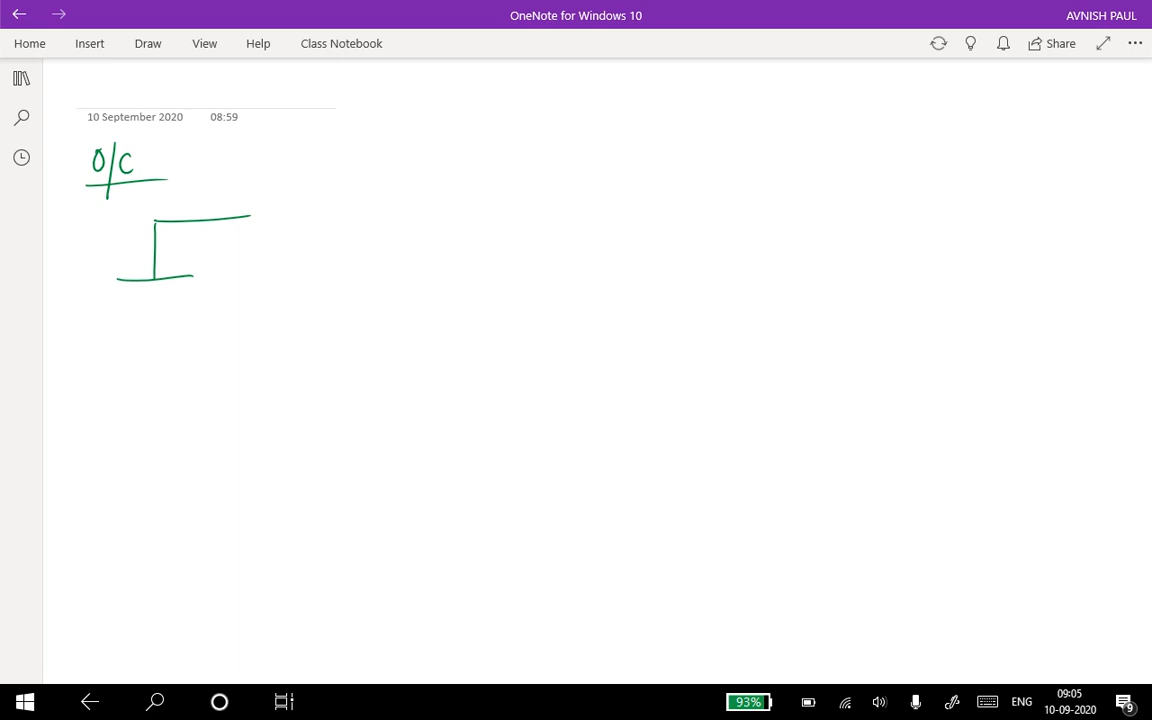 OneNote for Windows 10
AVNISH PAUL
Home Insert Draw View Help Class Notebook
Share
10 September 2020 08:59
O/C
93%
ENG
09:05
10-09-2020
9